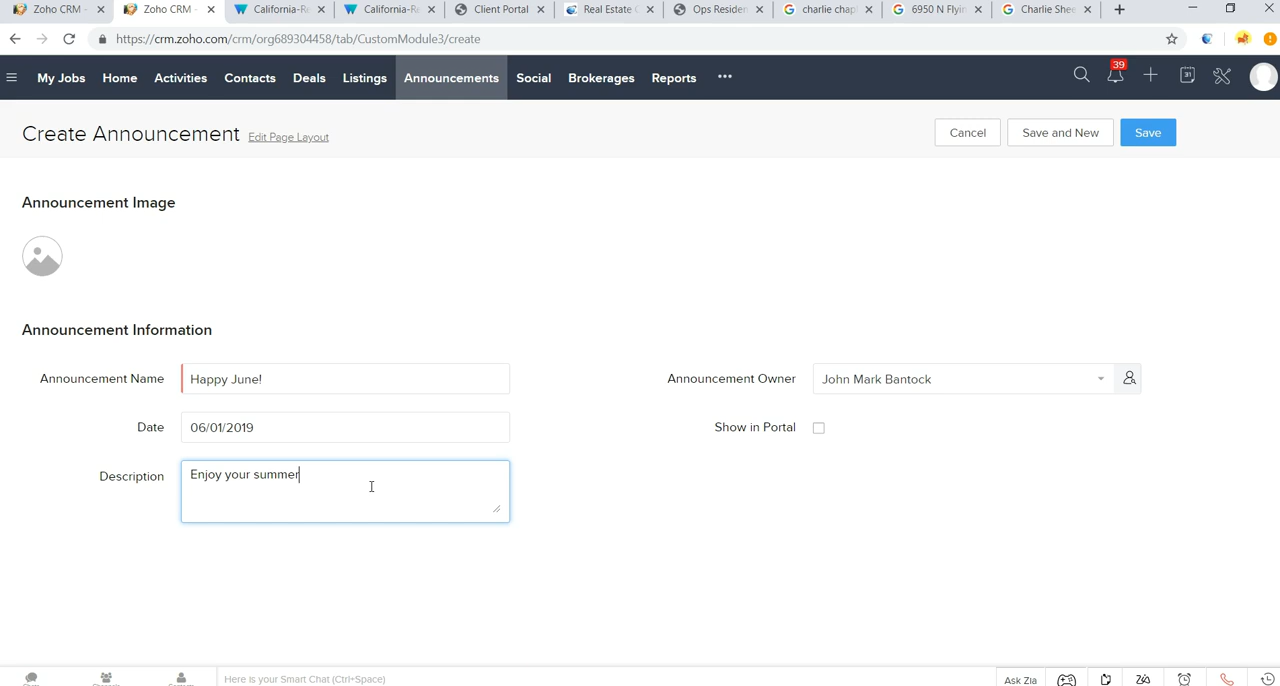 Zoho CRM -
Zoho CRM -
California-R
California-R
Client Portal
Real Estate
Ops Residen
charlie chap
6950 N Flyin
Charlie Shee
https://crm.zoho.com/crm/org689304458/tab/CustomModule3/create
My Jobs Home Activities Contacts Deals Listings Announcements Social Brokerages Reports ••• 39 31
Create Announcement Edit Page Layout Cancel Save and New Save
Announcement Image
Announcement Information
Announcement Name Happy June! Announcement Owner John Mark Bantock
Date 06/01/2019 Show in Portal
Description Enjoy your summer
Here is your Smart Chat (Ctrl+Space) Ask Zia